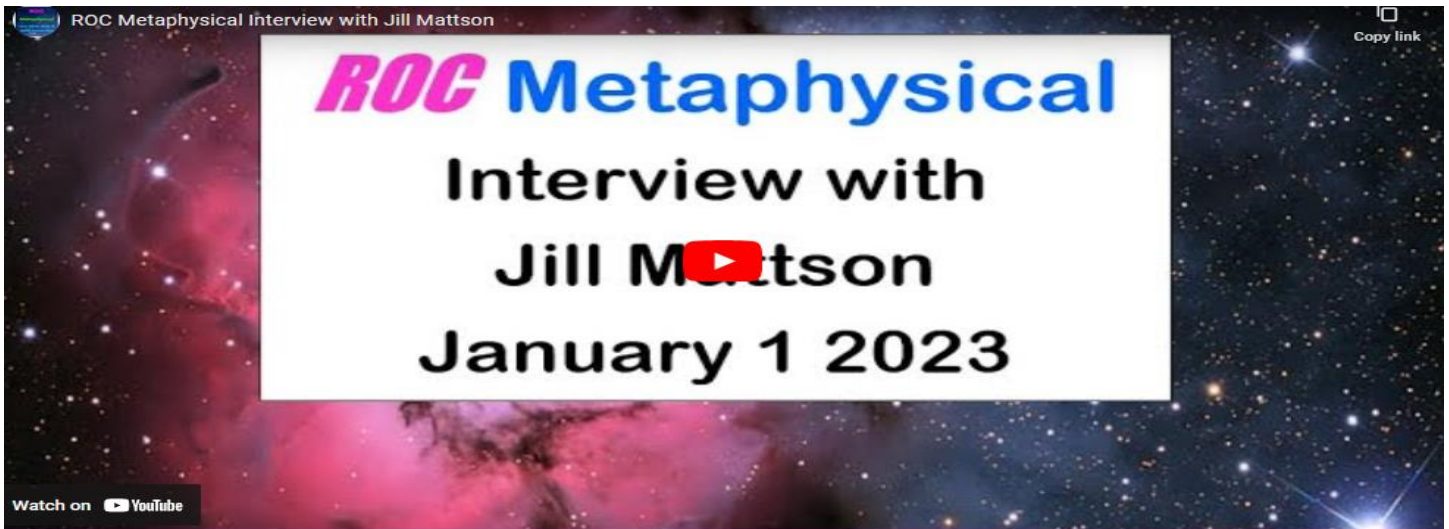 ROC Metaphysical Interview with Jill Mattson
Copy link
ROC Metaphysical
Interview with
Jill Mattson
January 1 2023
Watch on YouTube